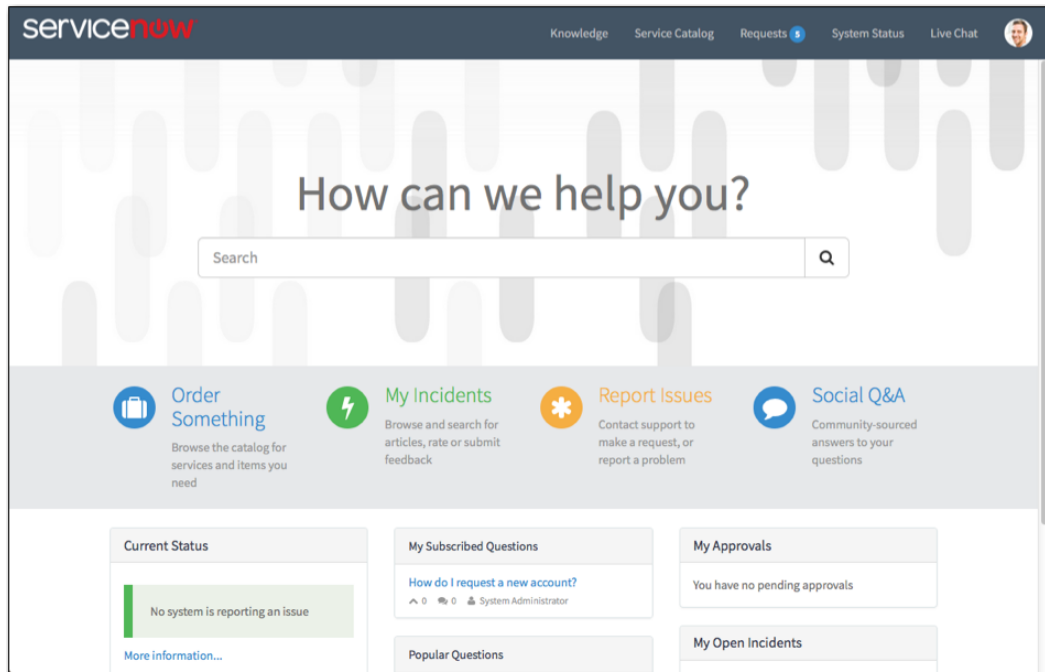 servicenow
Knowledge Service Catalog Requests 5 System Status Live Chat
How can we help you?
Search
Order
Something
Browse the catalog for
services and items you
need
My Incidents
Browse and search for
articles, rate or submit
feedback
Report Issues
Contact support to
make a request, or
report a problem
Social Q&A
Community-sourced
answers to your
questions
Current Status
No system is reporting an issue
More information...
My Subscribed Questions
How do I request a new account?
0 0 System Administrator
Popular Questions
My Approvals
You have no pending approvals
My Open Incidents